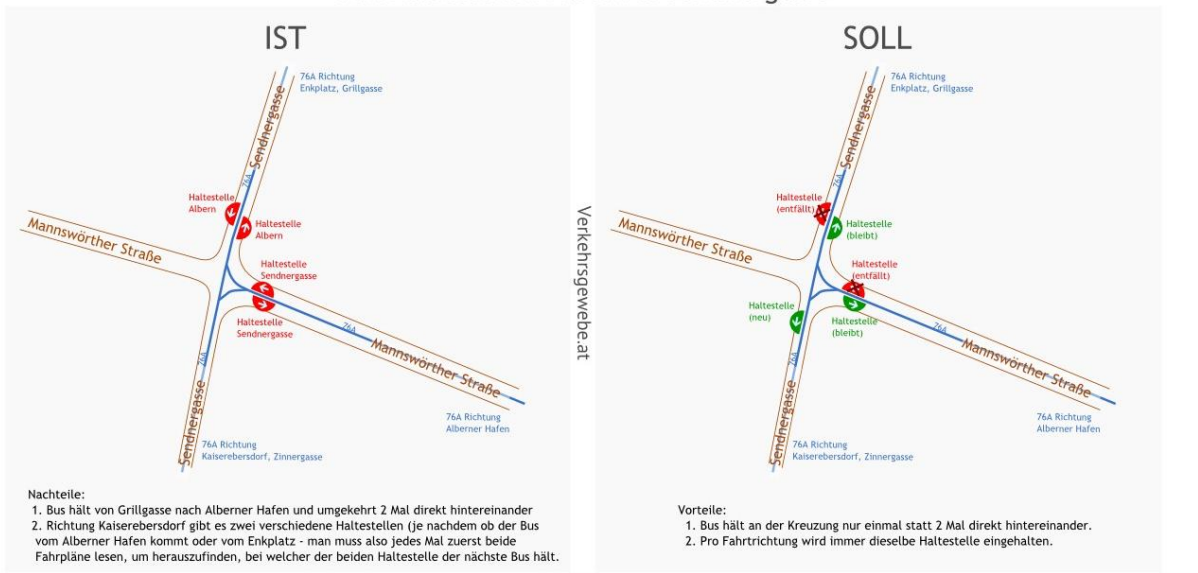 IST
76A Richtung
Enkplatz, Grillgasse
Sendnergasse
76A
Haltestelle
Albern
Haltestelle
Albern
Mannswörther Straße
Haltestelle
Sendnergasse
Haltestelle
Sendnergasse
76A
Mannswörther Straße
76A
Sendnergasse
76A Richtung
Alberner Hafen
76A Richtung
Kaiserebersdorf, Zinnergasse
Nachteile:
1. Bus hält von Grillgasse nach Alberner Hafen und umgekehrt 2 Mal direkt hintereinander
2. Richtung Kaiserebersdorf gibt es zwei verschiedene Haltestellen (je nachdem ob der Bus
vom Alberner Hafen kommt oder vom Enkplatz - man muss also jedes Mal zuerst beide
Fahrpläne lesen, um herauszufinden, bei welcher der beiden Haltestelle der nächste Bus hält.
Verkehrsgewebe.at
SOLL
76A Richtung
Enkplatz, Grillgasse
Sendnergasse
76A
Haltestelle
(entfällt)
Haltestelle
(bleibt)
Mannswörther Straße
Haltestelle
(entfällt)
Haltestelle
(neu)
Haltestelle
(bleibt)
76A
Mannswörther Straße
76A
Sendnergasse
76A Richtung
Alberner Hafen
76A Richtung
Kaiserebersdorf, Zinnergasse
Vorteile:
1. Bus hält an der Kreuzung nur einmal statt 2 Mal direkt hintereinander.
2. Pro Fahrtrichtung wird immer dieselbe Haltestelle eingehalten.